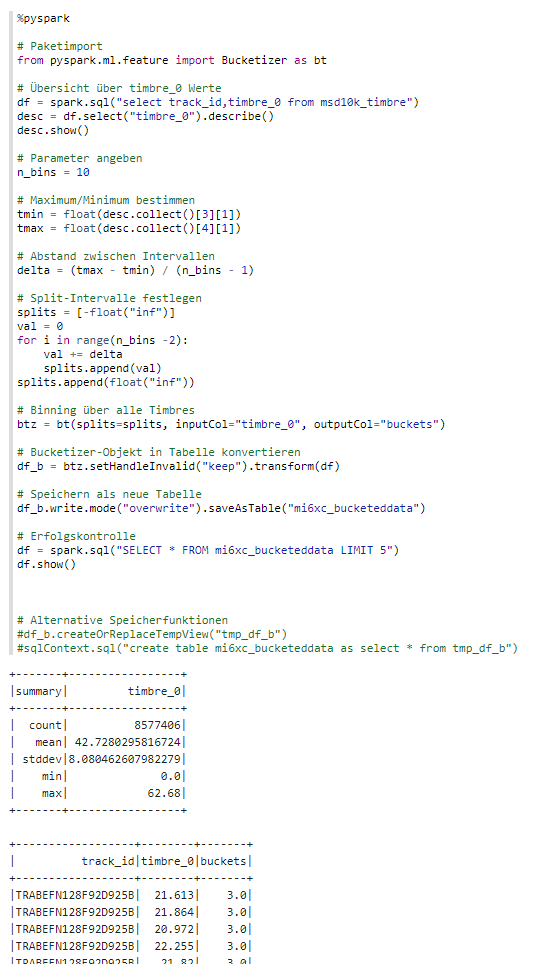 %pyspark
# Paketimport
from pyspark.ml.feature import Bucketizer as bt
# Übersicht über timbre_0 Werte
df = spark.sql("select track_id,timbre_0 from msd10k_timbre")
desc = df.select("timbre_0").describe()
desc.show()
# Parameter angeben
n_bins = 10
# Maximum/Minimum bestimmen
tmin = float(desc.collect()[3][1])
tmax = float(desc.collect()[4][1])
# Abstand zwischen Intervallen
delta = (tmax - tmin) / (n_bins - 1)
# Split-Intervalle festlegen
splits = [-float("inf")]
val = 0
for i in range(n_bins -2):
    val += delta
    splits.append(val)
splits.append(float("inf"))
# Binning über alle Timbres
btz = bt(splits=splits, inputCol="timbre_0", outputCol="buckets")
# Bucketizer-Objekt in Tabelle konvertieren
df_b = btz.setHandleInvalid("keep").transform(df)
# Speichern als neue Tabelle
df_b.write.mode("overwrite").saveAsTable("mi6xc_bucketeddata")
# Erfolgskontrolle
df = spark.sql("SELECT * FROM mi6xc_bucketeddata LIMIT 5")
df.show()
# Alternative Speicherfunktionen
#df_b.createOrReplaceTempView("tmp_df_b")
#sqlContext.sql("create table mi6xc_bucketeddata as select * from tmp_df_b")
+-------+----------------+
|summary|        timbre_0|
+-------+----------------+
|  count|         8577406|
|   mean| 42.7280295816724|
| stddev|8.080462607982279|
|    min|             0.0|
|    max|           62.68|
+-------+----------------+
+------------------+--------+-------+
|          track_id|timbre_0|buckets|
+------------------+--------+-------+
|TRABEFN128F92D925B|  21.613|    3.0|
|TRABEFN128F92D925B|  21.864|    3.0|
|TRABEFN128F92D925B|  20.972|    3.0|
|TRABEFN128F92D925B|  22.255|    3.0|
|TRABEFN128F92D925B|   21.82|    3.0|